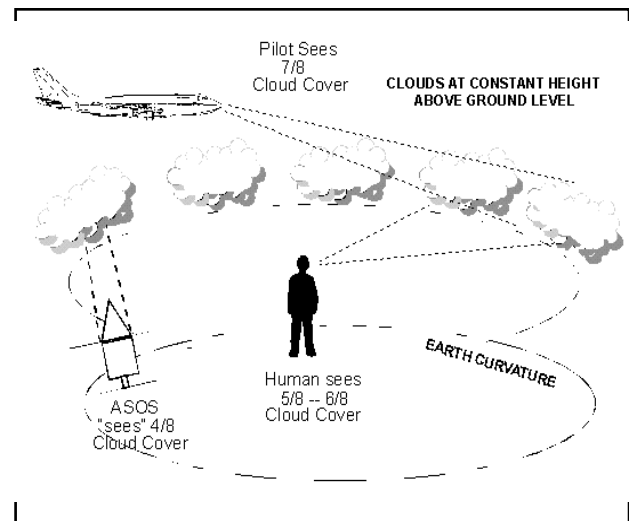 Pilot Sees
7/8
Cloud Cover
CLOUDS AT CONSTANT HEIGHT
ABOVE GROUND LEVEL
EARTH CURVATURE
Human sees
5/8 -- 6/8
Cloud Cover
ASOS
"sees" 4/8
Cloud Cover